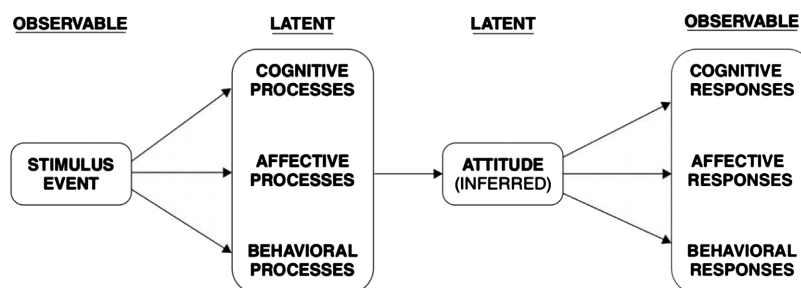 OBSERVABLE
LATENT
LATENT
OBSERVABLE
STIMULUS
EVENT
COGNITIVE
PROCESSES
AFFECTIVE
PROCESSES
BEHAVIORAL
PROCESSES
ATTITUDE
(INFERRED)
COGNITIVE
RESPONSES
AFFECTIVE
RESPONSES
BEHAVIORAL
RESPONSES